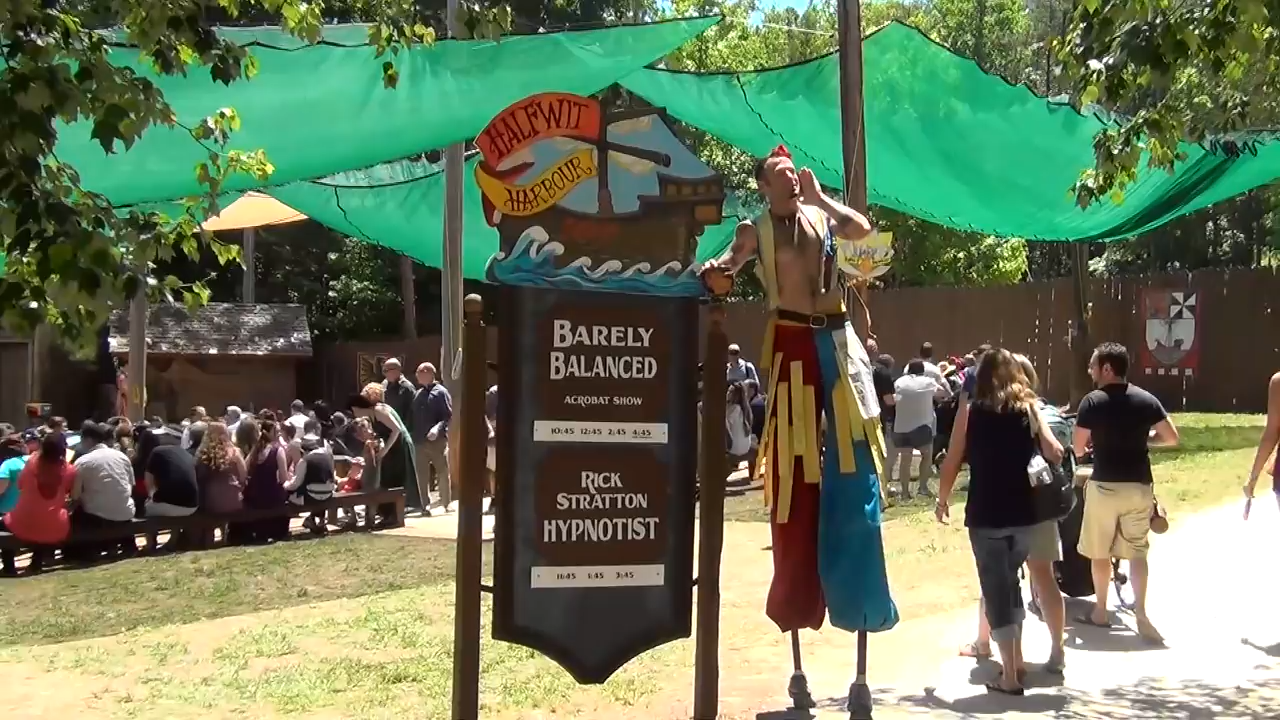 HALFWIT
HARBOUR
BARELY
BALANCED
ACROBAT SHOW
10:45 12:45 2:45 4:45
RICK
STRATTON
HYPNOTIST
11:45 1:45 3:45